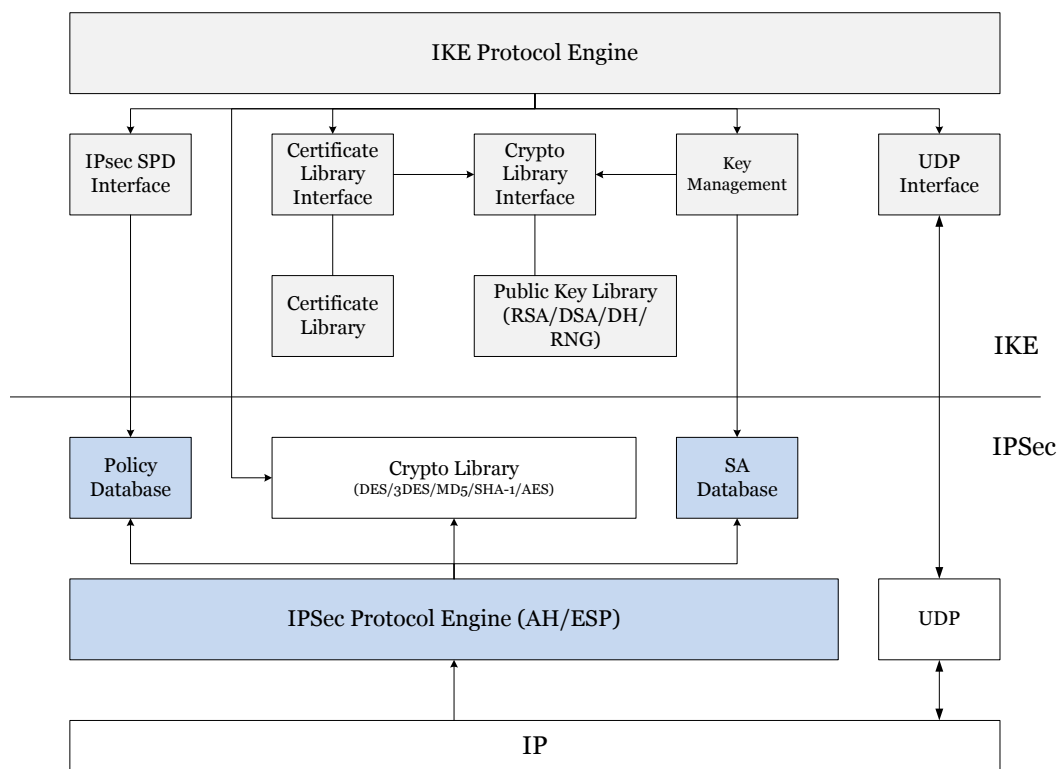 IKE Protocol Engine
IPsec SPD
Interface
Certificate
Library
Interface
Crypto
Library
Interface
Key
Management
UDP
Interface
Certificate
Library
Public Key Library
(RSA/DSA/DH/
RNG)
IKE
IPSec
Policy
Database
Crypto Library
(DES/3DES/MD5/SHA-1/AES)
SA
Database
IPSec Protocol Engine (AH/ESP)
UDP
IP